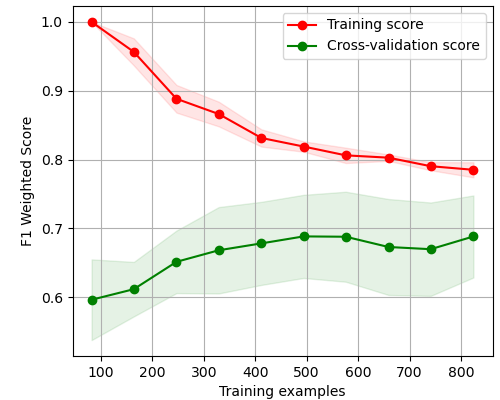 1.0
0.9
0.8
0.7
0.6
F1 Weighted Score
Training score
Cross-validation score
100 200 300 400 500 600 700 800
Training examples